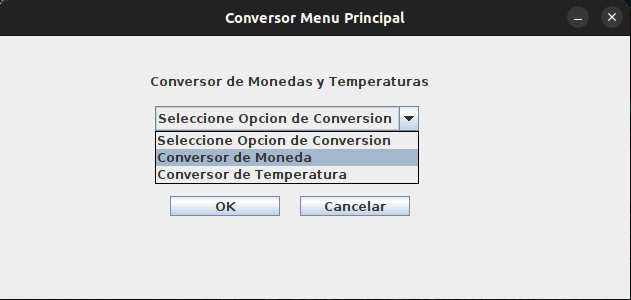 Conversor Menu Principal
Conversor de Monedas y Temperaturas
Seleccione Opcion de Conversion
Seleccione Opcion de Conversion
Conversor de Moneda
Conversor de Temperatura
OK Cancelar